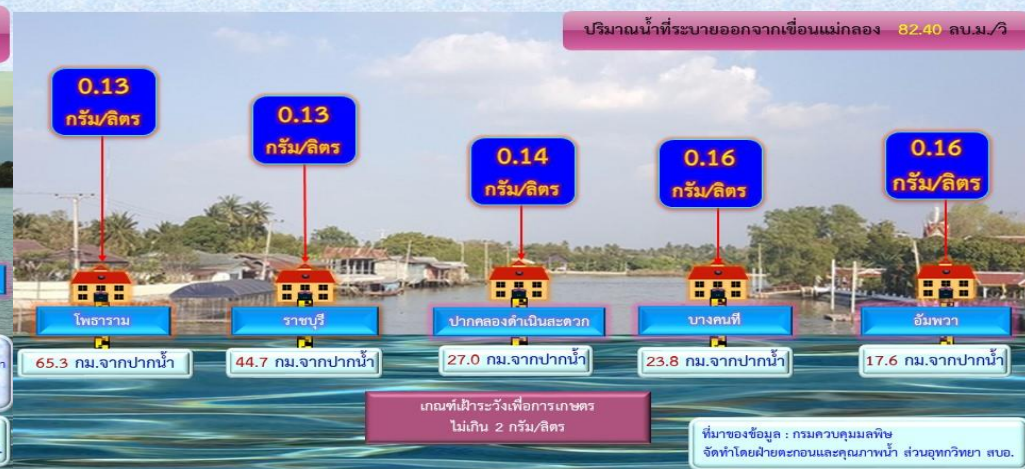 ปริมาณน้ำที่ระบายออกจากเขื่อนแม่กลอง 82.40 ลบ.ม./วิ
0.13
กรัม/ลิตร
0.13
กรัม/ลิตร
0.14
กรัม/ลิตร
0.16
กรัม/ลิตร
0.16
กรัม/ลิตร
โพธาราม
ราชบุรี
ปากคลองดำเนินสะดวก
บางคนที
อัมพวา
65.3 กม.จากปากน้ำ
44.7 กม.จากปากน้ำ
27.0 กม.จากปากน้ำ
23.8 กม.จากปากน้ำ
17.6 กม.จากปากน้ำ
เกณฑ์เฝ้าระวังเพื่อการเกษตร
ไม่เกิน 2 กรัม/ลิตร
ที่มาของข้อมูล : กรมควบคุมมลพิษ
จัดทำโดยฝ่ายตะกอนและคุณภาพน้ำ ส่วนอุทกวิทยา สบอ.